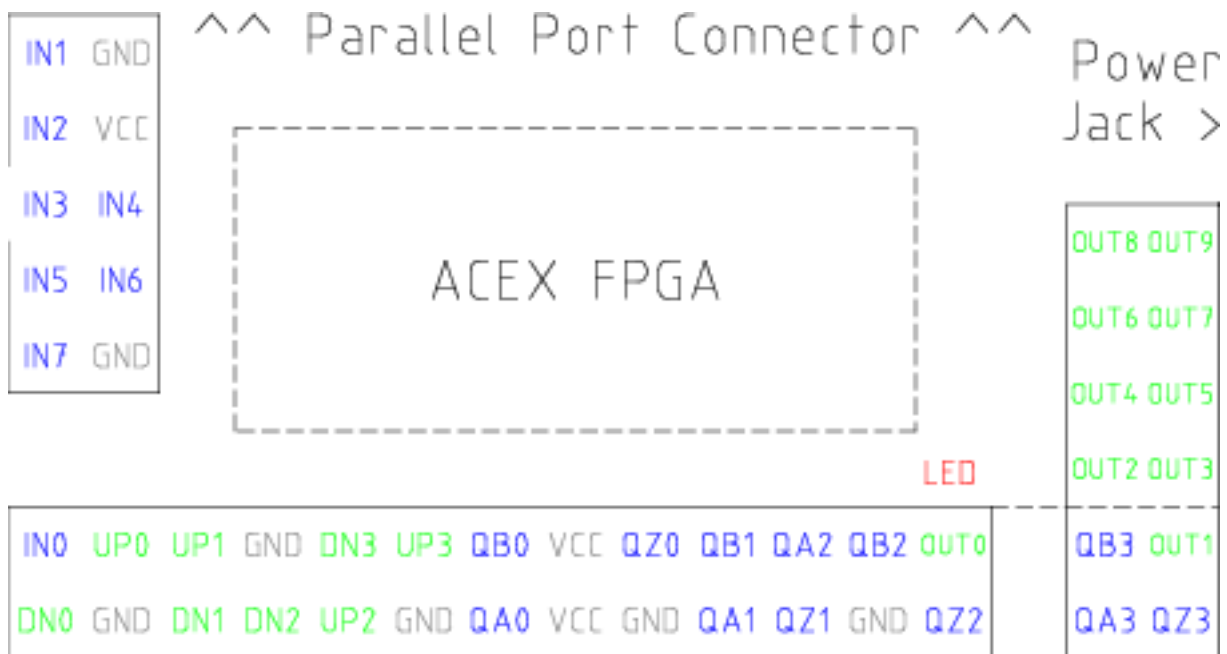 ^^ Parallel Port Connector ^^
Power
Jack >
IN1 GND
IN2 VCC
IN3 IN4
IN5 IN6
IN7 GND
ACEX FPGA
LED
OUT8 OUT9
OUT6 OUT7
OUT4 OUT5
OUT2 OUT3
IN0 UP0 UP1 GND DN3 UP3 QB0 VCC QZ0 QB1 QA2 QB2 OUT0
DN0 GND DN1 DN2 UP2 GND QA0 VCC GND QA1 QZ1 GND QZ2
QB3 OUT1
QA3 QZ3